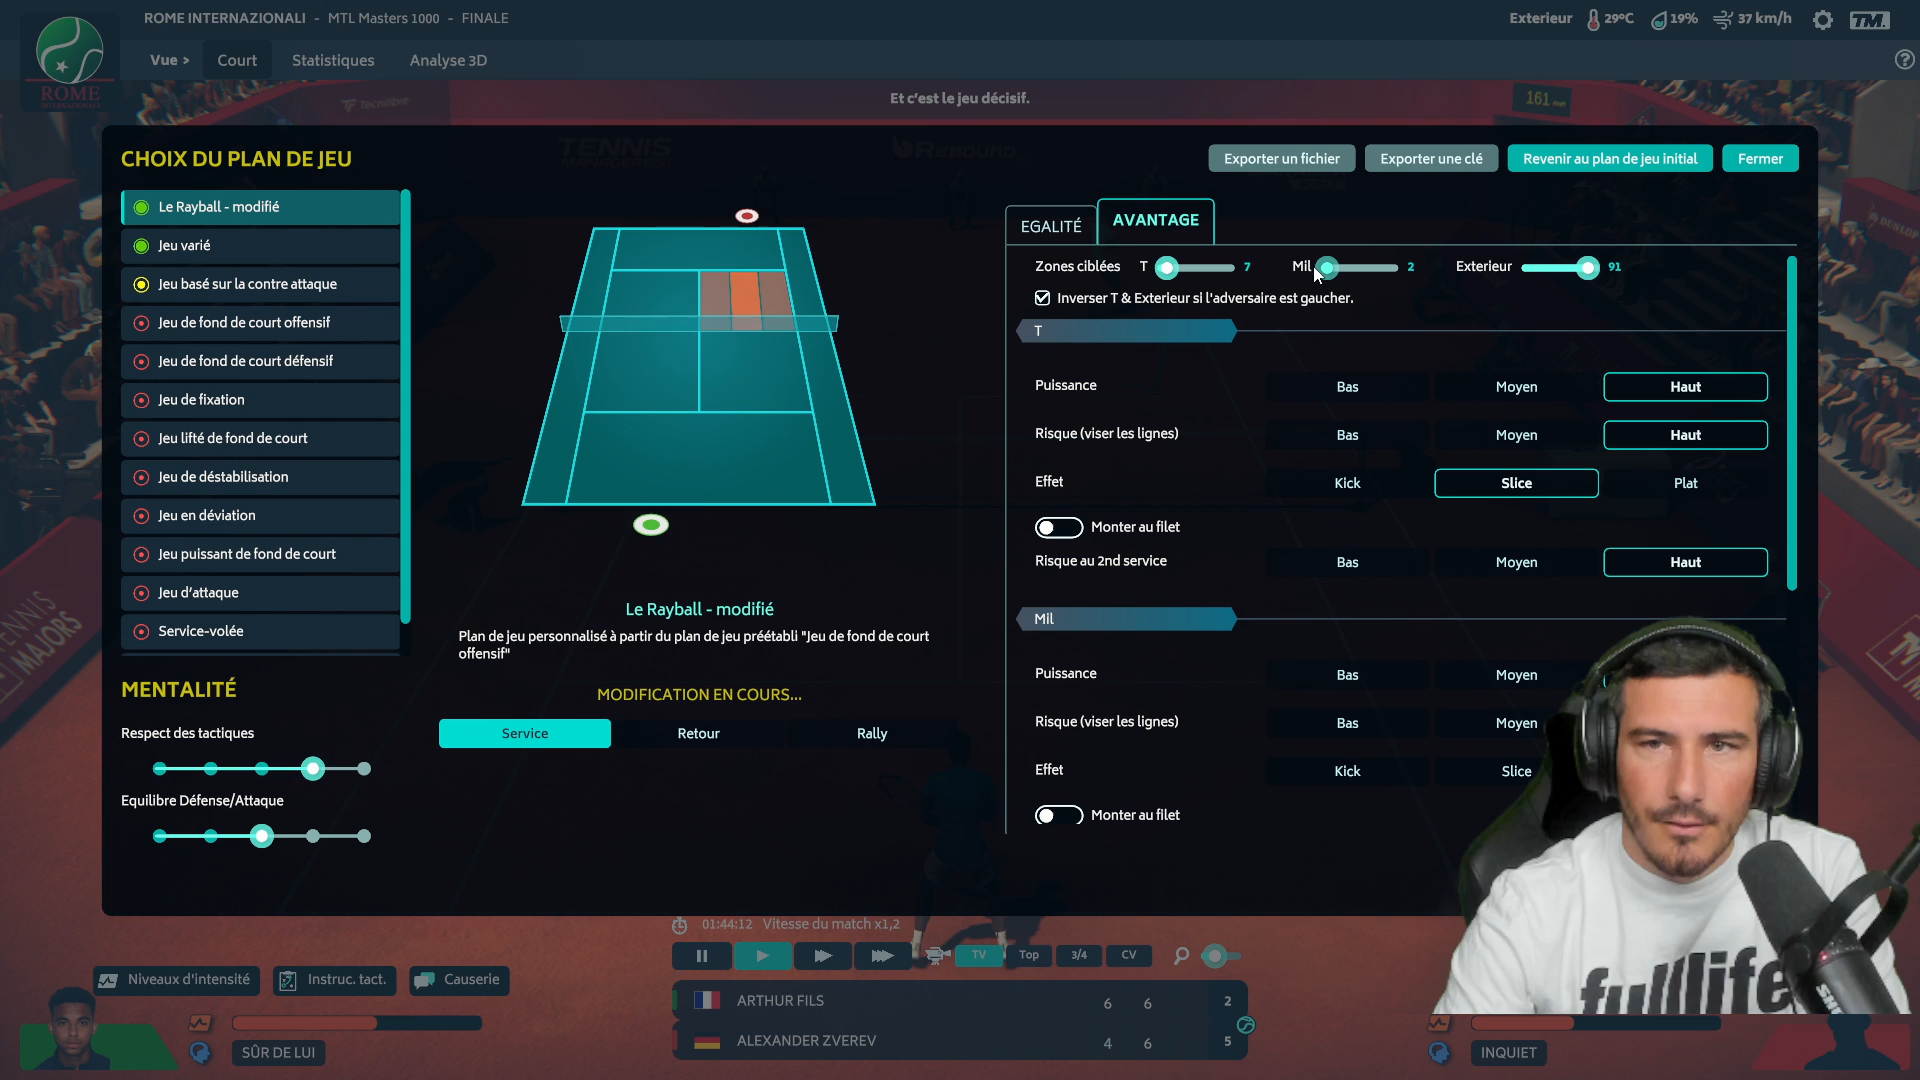 ROME INTERNAZIONALI - MTL Masters 1000 - FINALE
Exterieur 29°C 19% 37 km/h TM.
Vue > Court Statistiques Analyse 3D
ROME
INTERNAZIONALI
Tecnifibre
Et c'est le jeu décisif.
161
TENNIS
CHOIX DU PLAN DE JEU
Exporter un fichier
Exporter une clé
Revenir au plan de jeu initial
Fermer
Le Rayball - modifié
Jeu varié
Jeu basé sur la contre attaque
Jeu de fond de court offensif
Jeu de fond de court défensif
Jeu de fixation
Jeu lifté de fond de court
Jeu de déstabilisation
Jeu en déviation
Jeu puissant de fond de court
Jeu d'attaque
Service-volée
MENTALITÉ
Respect des tactiques
Equilibre Défense/Attaque
Le Rayball - modifié
Plan de jeu personnalisé à partir du plan de jeu préétabli "Jeu de fond de court
offensif"
MODIFICATION EN COURS...
Service Retour Rally
EGALITÉ AVANTAGE
Zones ciblées T 7 Mil 2 Exterieur 91
Inverser T & Exterieur si l'adversaire est gaucher.
T
Puissance Bas Moyen Haut
Risque (viser les lignes) Bas Moyen Haut
Effet Kick Slice Plat
Monter au filet
Risque au 2nd service Bas Moyen Haut
Mil
Puissance Bas Moyen
Risque (viser les lignes) Bas Moyen
Effet Kick Slice
Monter au filet
DUNLOP
TENNIS
MAJORS
01:44:12 Vitesse du match x1,2
TV Top 3/4 CV
Niveaux d'intensité Instruc. tact. Causerie
ARTHUR FILS 6 6 2
ALEXANDER ZVEREV 4 6 5
SÛR DE LUI
INQUIET
fulllife